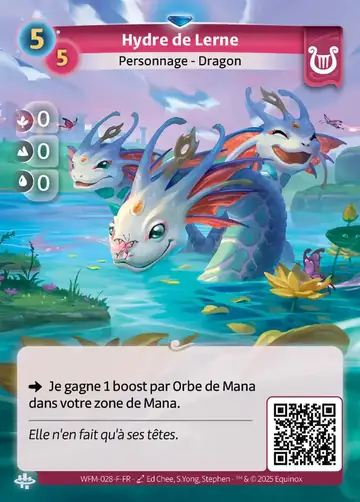 5
Hydre de Lerne
5
Personnage - Dragon
0
0
0
Je gagne 1 boost par Orbe de Mana
dans votre zone de Mana.
Elle n'en fait qu'à ses têtes.
WFM-028-F-FR - Ed Chee, S.Yong, Stephen - ™ & © 2025 Equinox